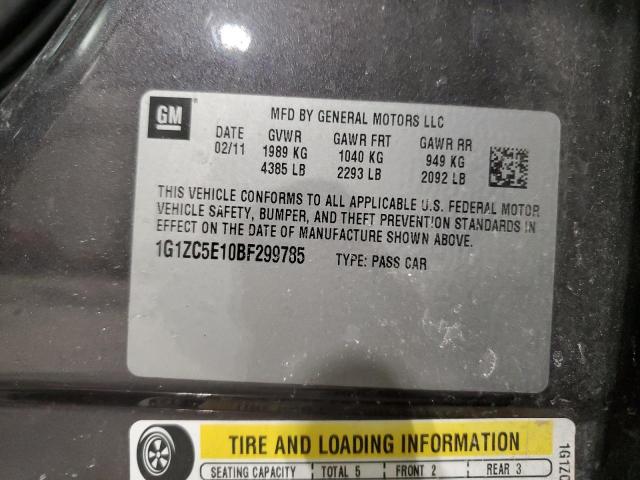 GM
MFD BY GENERAL MOTORS LLC
DATE GVWR GAWR FRT GAWR RR
02/11 1989 KG 1040 KG 949 KG
4385 LB 2293 LB 2092 LB
THIS VEHICLE CONFORMS TO ALL APPLICABLE U.S. FEDERAL MOTOR
VEHICLE SAFETY, BUMPER, AND THEFT PREVENTION STANDARDS IN
EFFECT ON THE DATE OF MANUFACTURE SHOWN ABOVE.
1G1ZC5E10BF299785 TYPE: PASS CAR
TIRE AND LOADING INFORMATION
SEATING CAPACITY TOTAL 5 FRONT 2 REAR 3